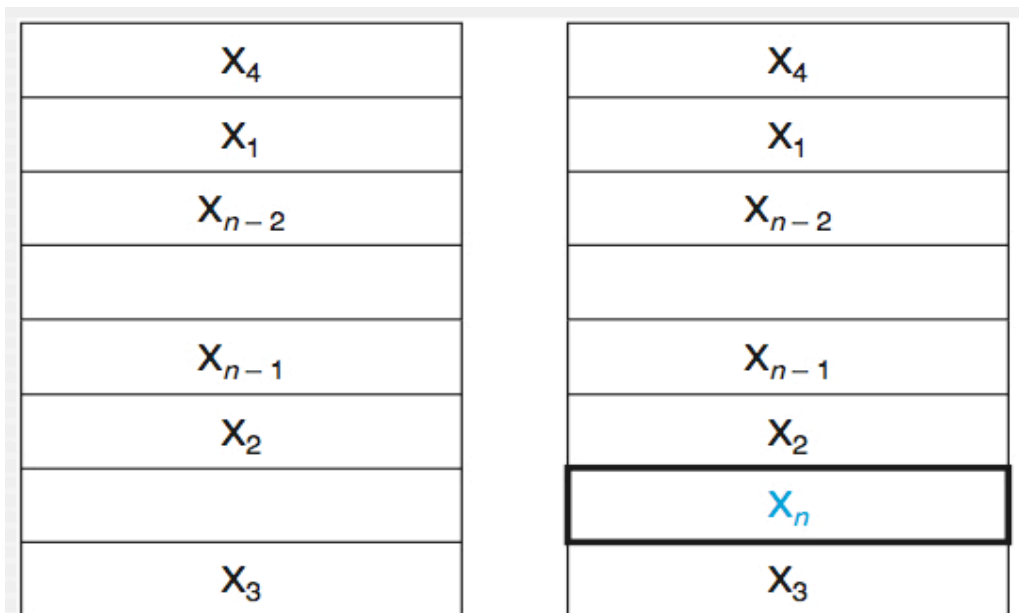 X₄ X₄
X₁ X₁
Xₙ₋₂ Xₙ₋₂
Xₙ₋₁ Xₙ₋₁
X₂ X₂
Xₙ
X₃ X₃